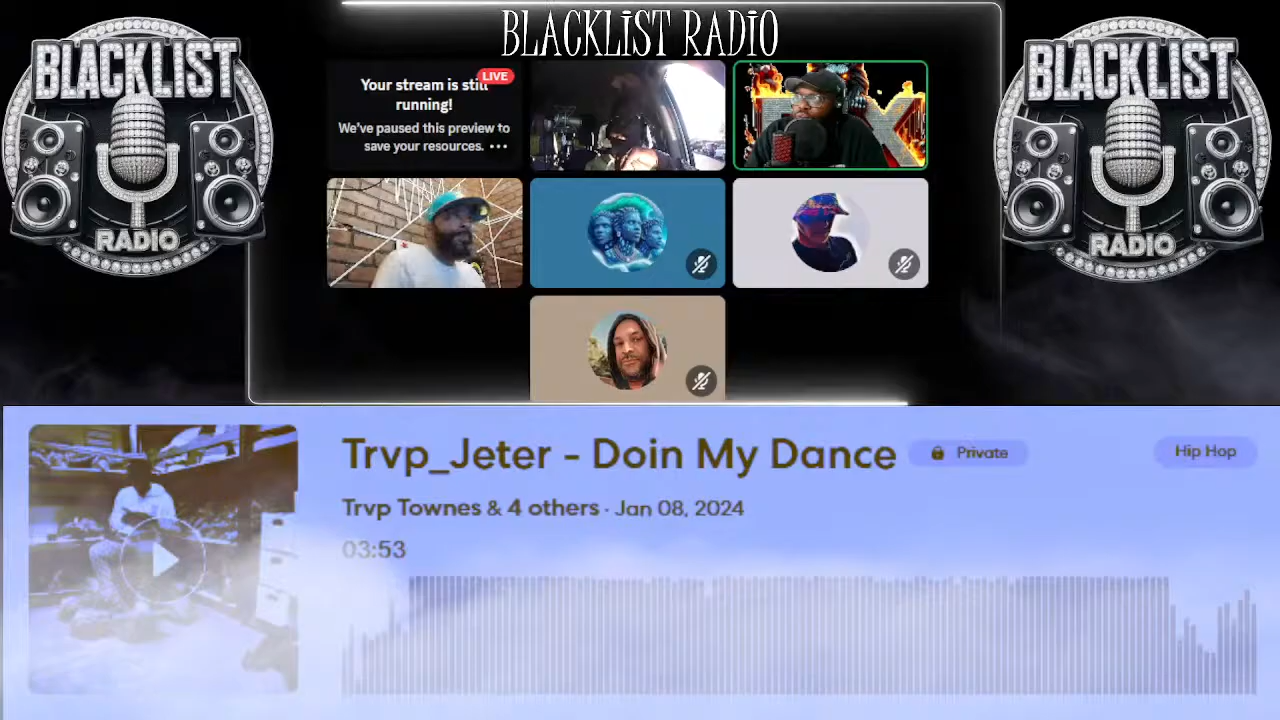 BLACKLIST RADIO
BLACKLIST
RADIO
BLACKLIST
RADIO
LIVE
Your stream is still
running!
We've paused this preview to
save your resources. •••
Trvp_Jeter - Doin My Dance
Private
Hip Hop
Trvp Townes & 4 others · Jan 08, 2024
03:53